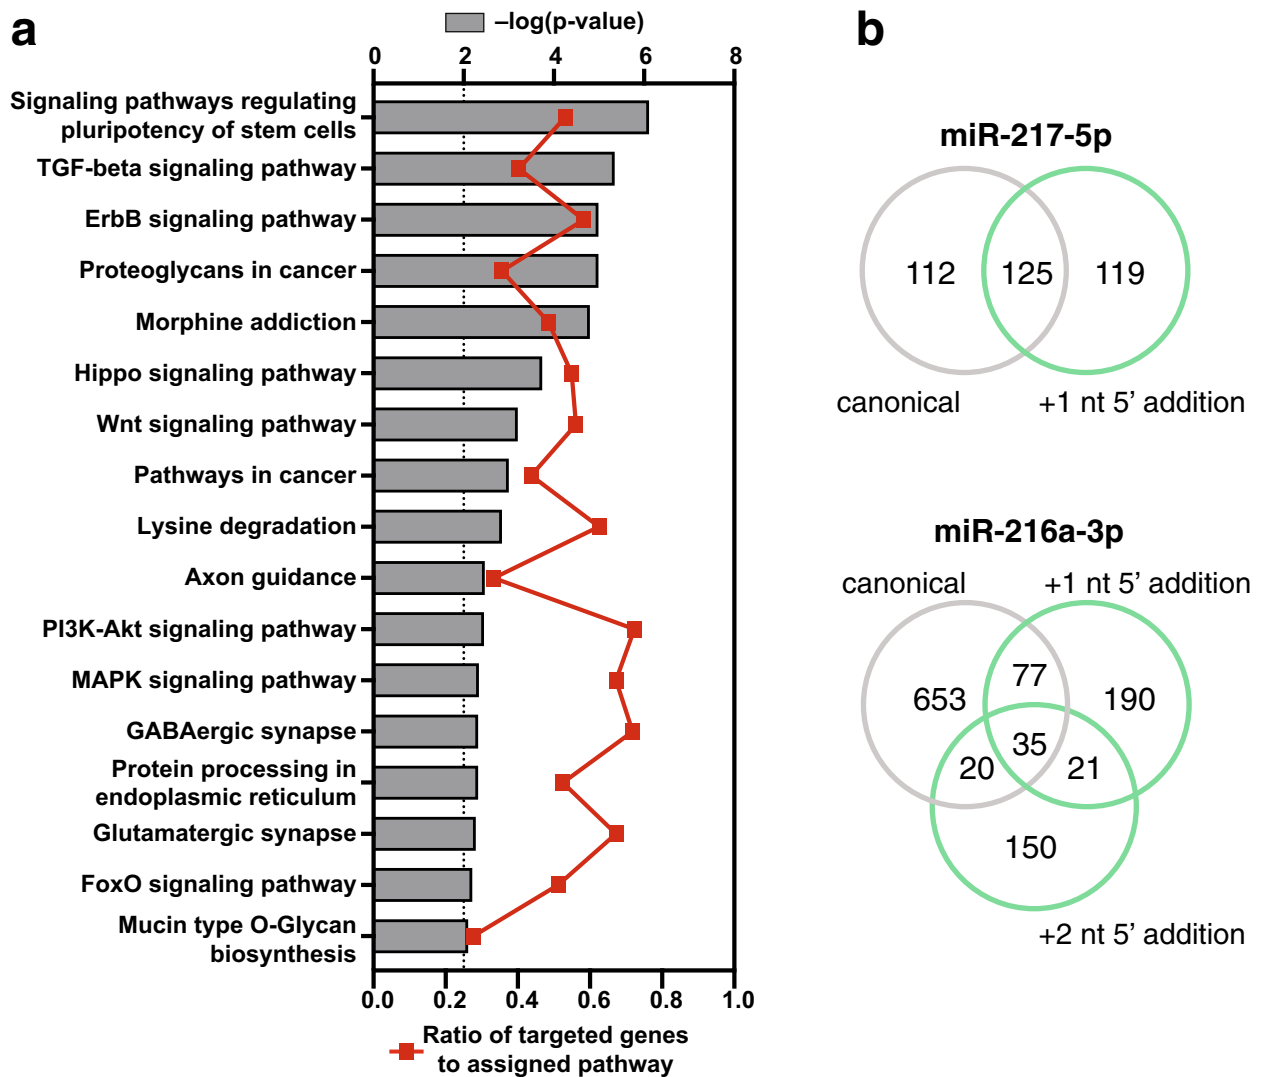 a
–log(p-value)
0 2 4 6 8
Signaling pathways regulating
pluripotency of stem cells
TGF-beta signaling pathway
ErbB signaling pathway
Proteoglycans in cancer
Morphine addiction
Hippo signaling pathway
Wnt signaling pathway
Pathways in cancer
Lysine degradation
Axon guidance
PI3K-Akt signaling pathway
MAPK signaling pathway
GABAergic synapse
Protein processing in
endoplasmic reticulum
Glutamatergic synapse
FoxO signaling pathway
Mucin type O-Glycan
biosynthesis
0.0 0.2 0.4 0.6 0.8 1.0
Ratio of targeted genes
to assigned pathway
b
miR-217-5p
112 125 119
canonical +1 nt 5’ addition
miR-216a-3p
canonical +1 nt 5’ addition
77
653 190
35
20 21
150
+2 nt 5’ addition